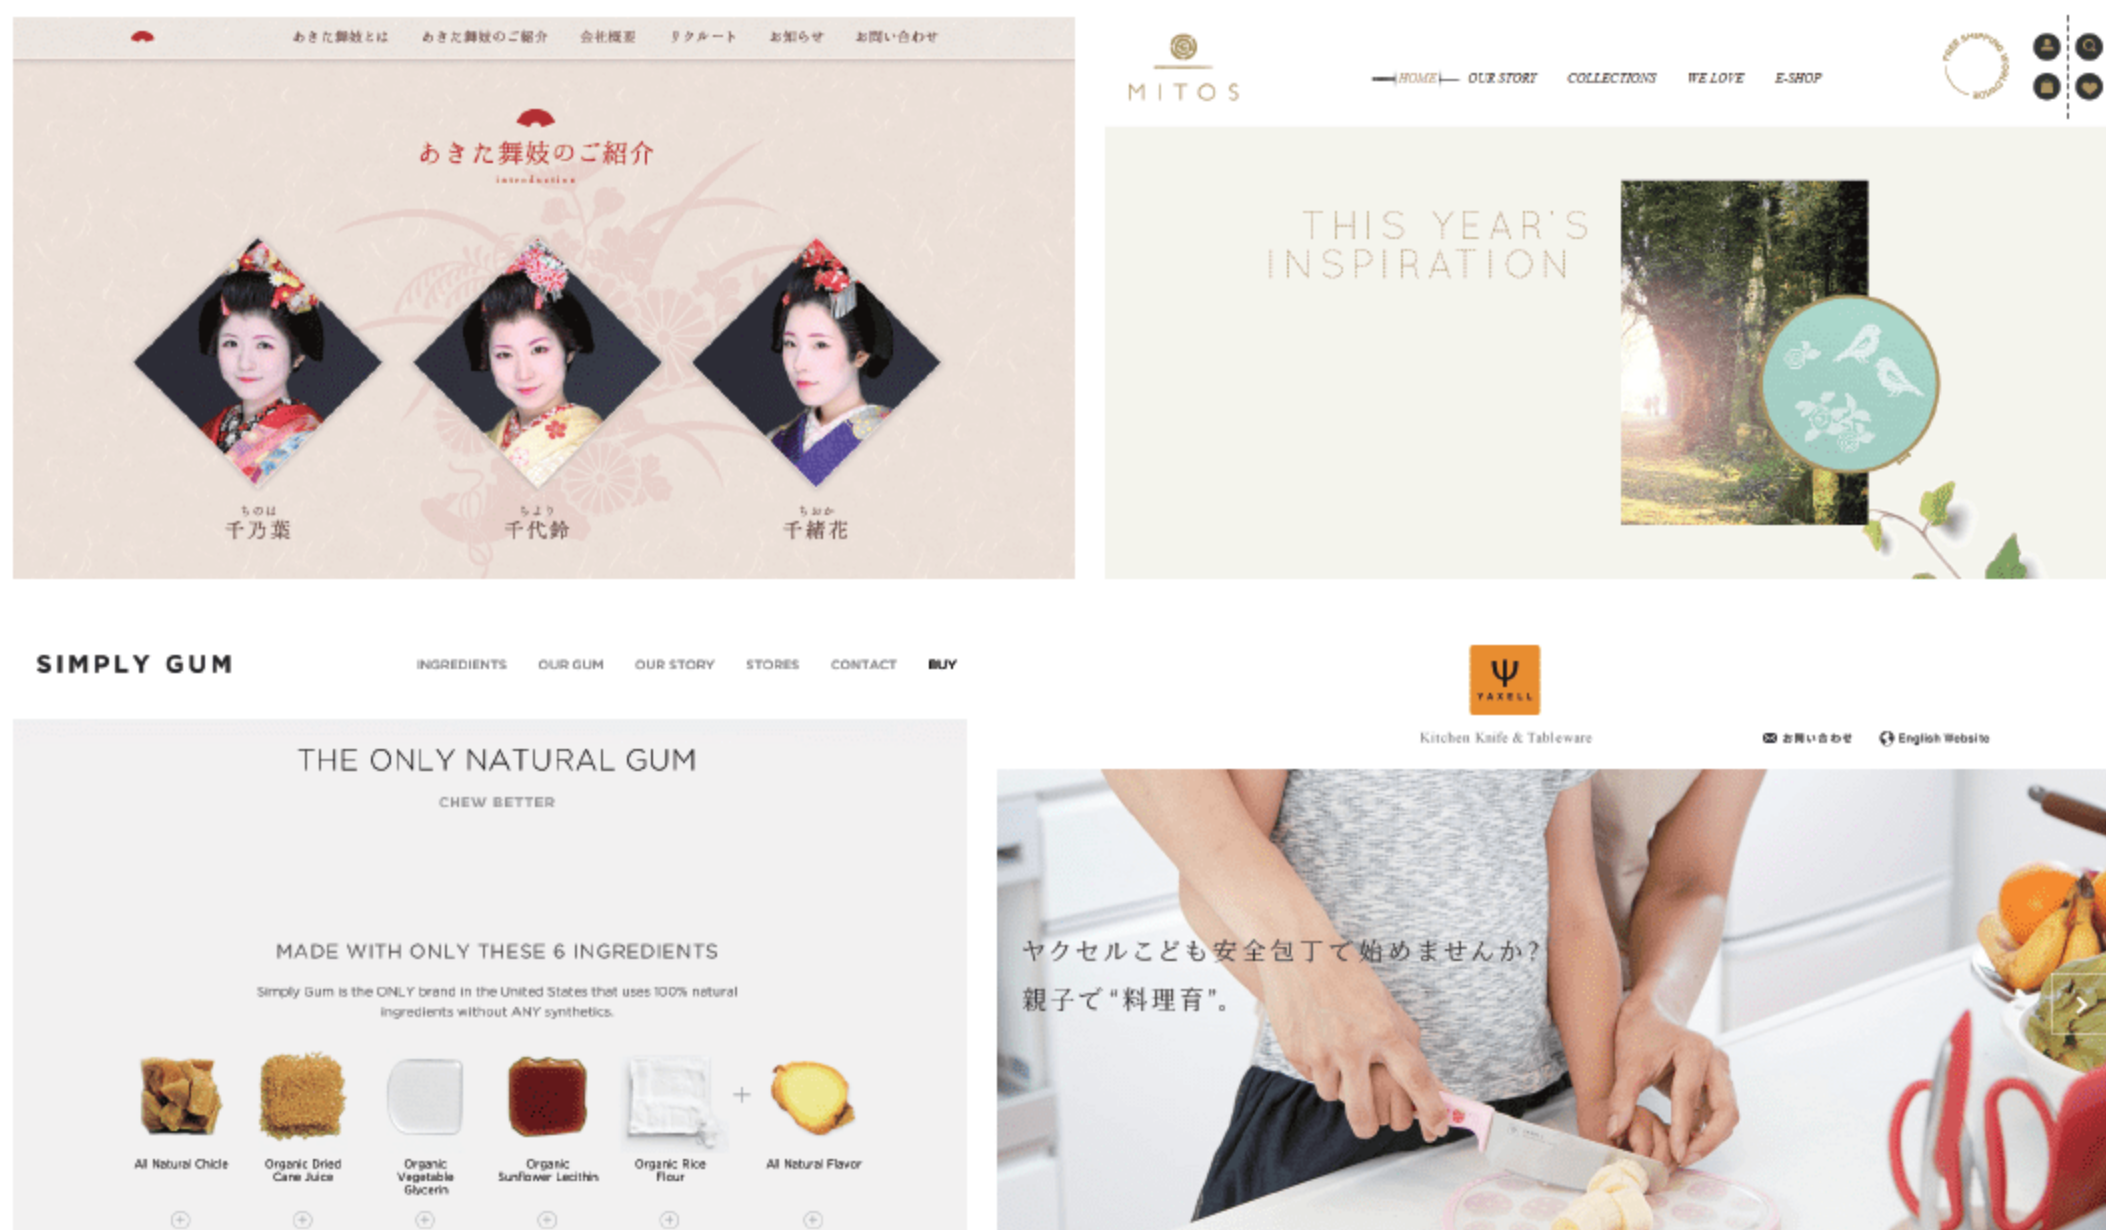 あきた舞妓とは あきた舞妓のご紹介 会社概要 リクルート お知らせ お問い合わせ
あきた舞妓のご紹介
introduction
ちのは
千乃葉
ちより
千代鈴
ちおか
千緒花
MITOS
HOME OUR STORY COLLECTIONS WE LOVE E-SHOP
FREE SHIPPING WORLDWIDE
THIS YEAR'S
INSPIRATION
SIMPLY GUM
INGREDIENTS OUR GUM OUR STORY STORES CONTACT BUY
THE ONLY NATURAL GUM
CHEW BETTER
MADE WITH ONLY THESE 6 INGREDIENTS
Simply Gum is the ONLY brand in the United States that uses 100% natural
ingredients without ANY synthetics.
All Natural Chicle
Organic Dried
Cane Juice
Organic
Vegetable
Glycerin
Organic
Sunflower Lecithin
Organic Rice
Flour
+
All Natural Flavor
YAXELL
Kitchen Knife & Tableware
お問い合わせ English Website
ヤクセルこども安全包丁で始めませんか?
親子で“料理育”。